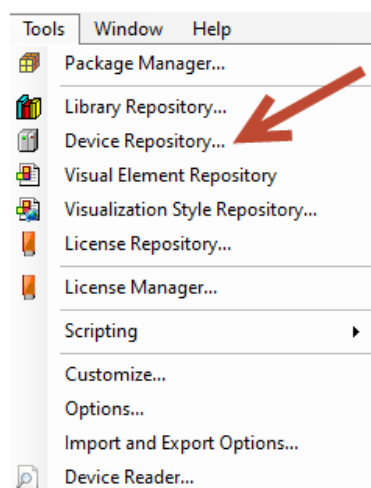 Tools Window Help
Package Manager...
Library Repository...
Device Repository...
Visual Element Repository
Visualization Style Repository...
License Repository...
License Manager...
Scripting
Customize...
Options...
Import and Export Options...
Device Reader...